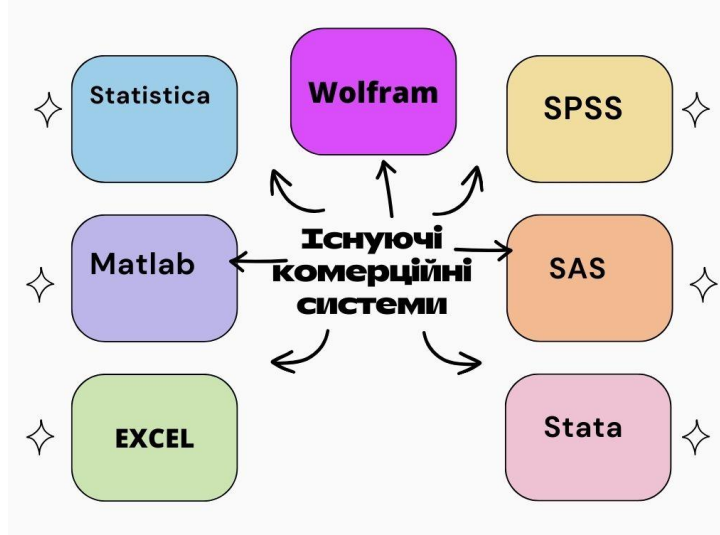 Statistica
Wolfram
SPSS
Matlab
Існуючі
комерційні
системи
SAS
EXCEL
Stata